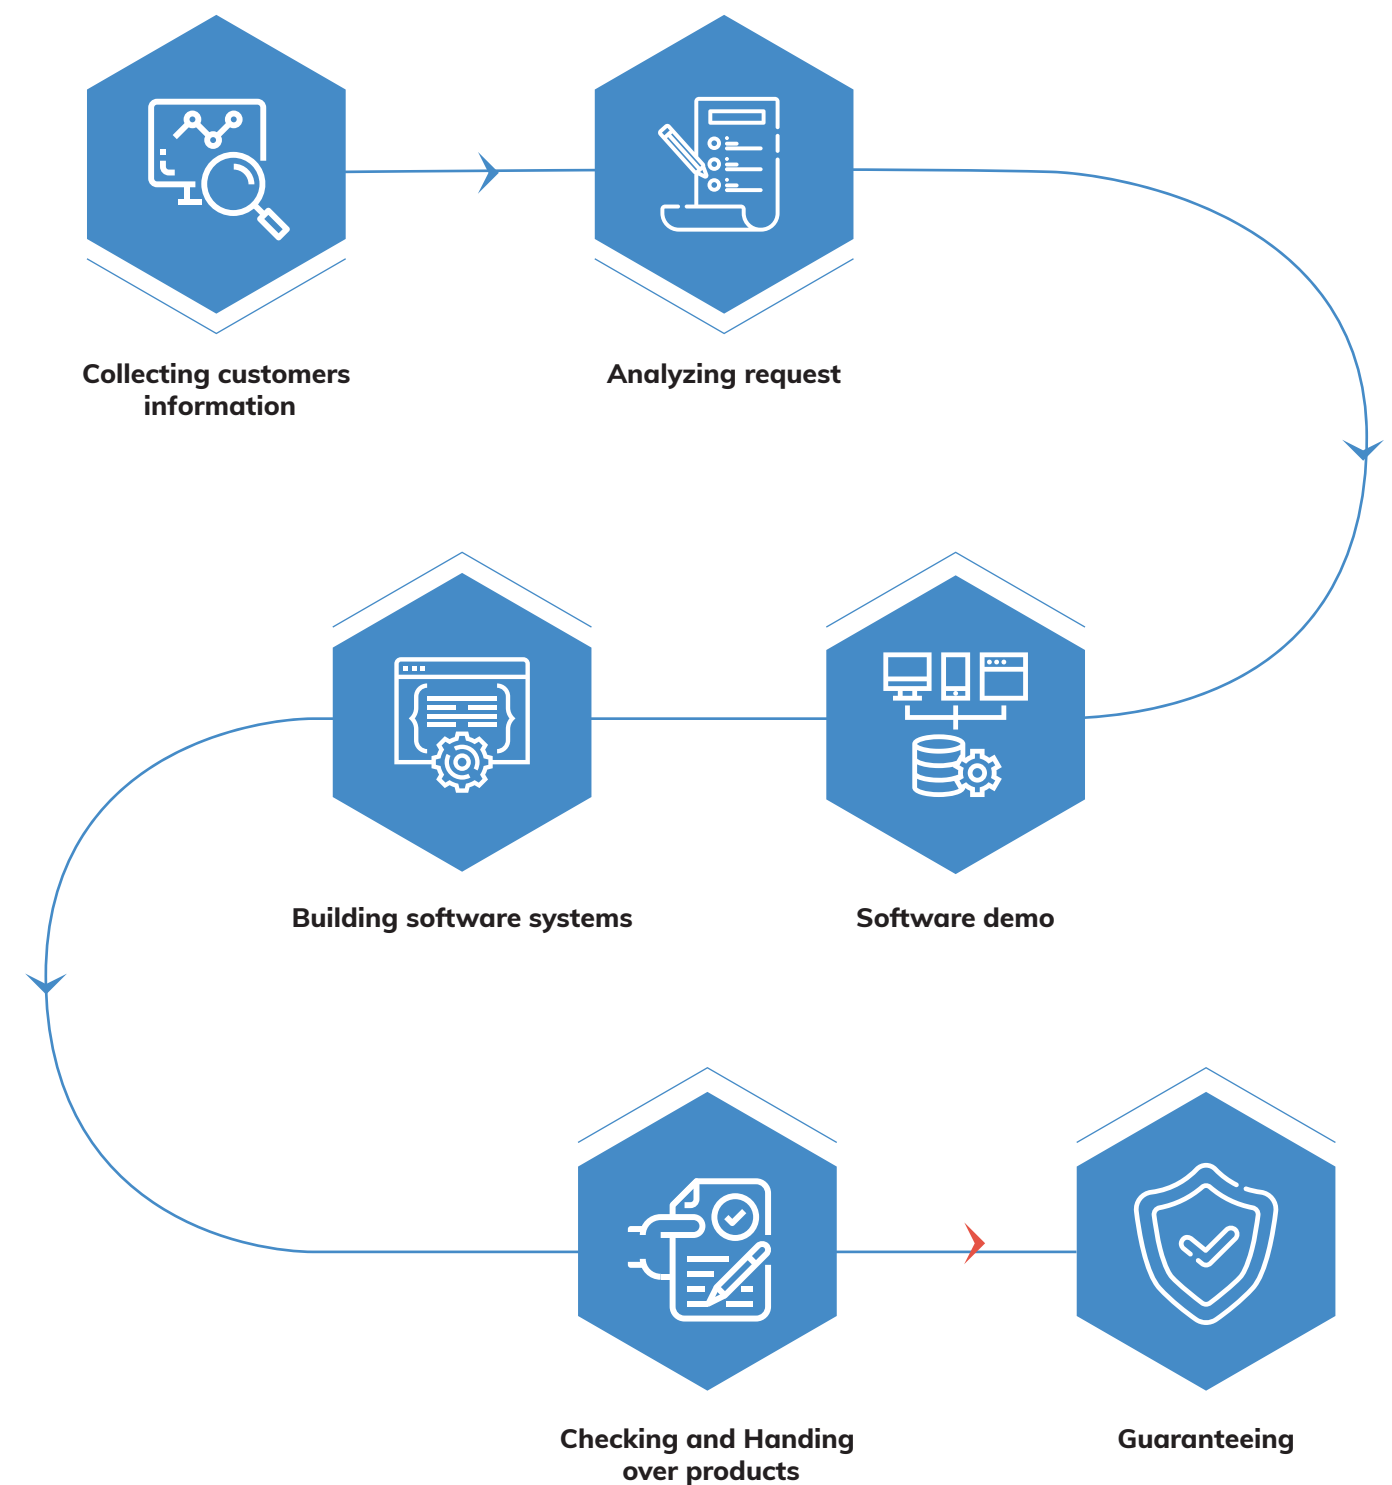 Collecting customers
information
Analyzing request
Building software systems
Software demo
Checking and Handing
over products
Guaranteeing